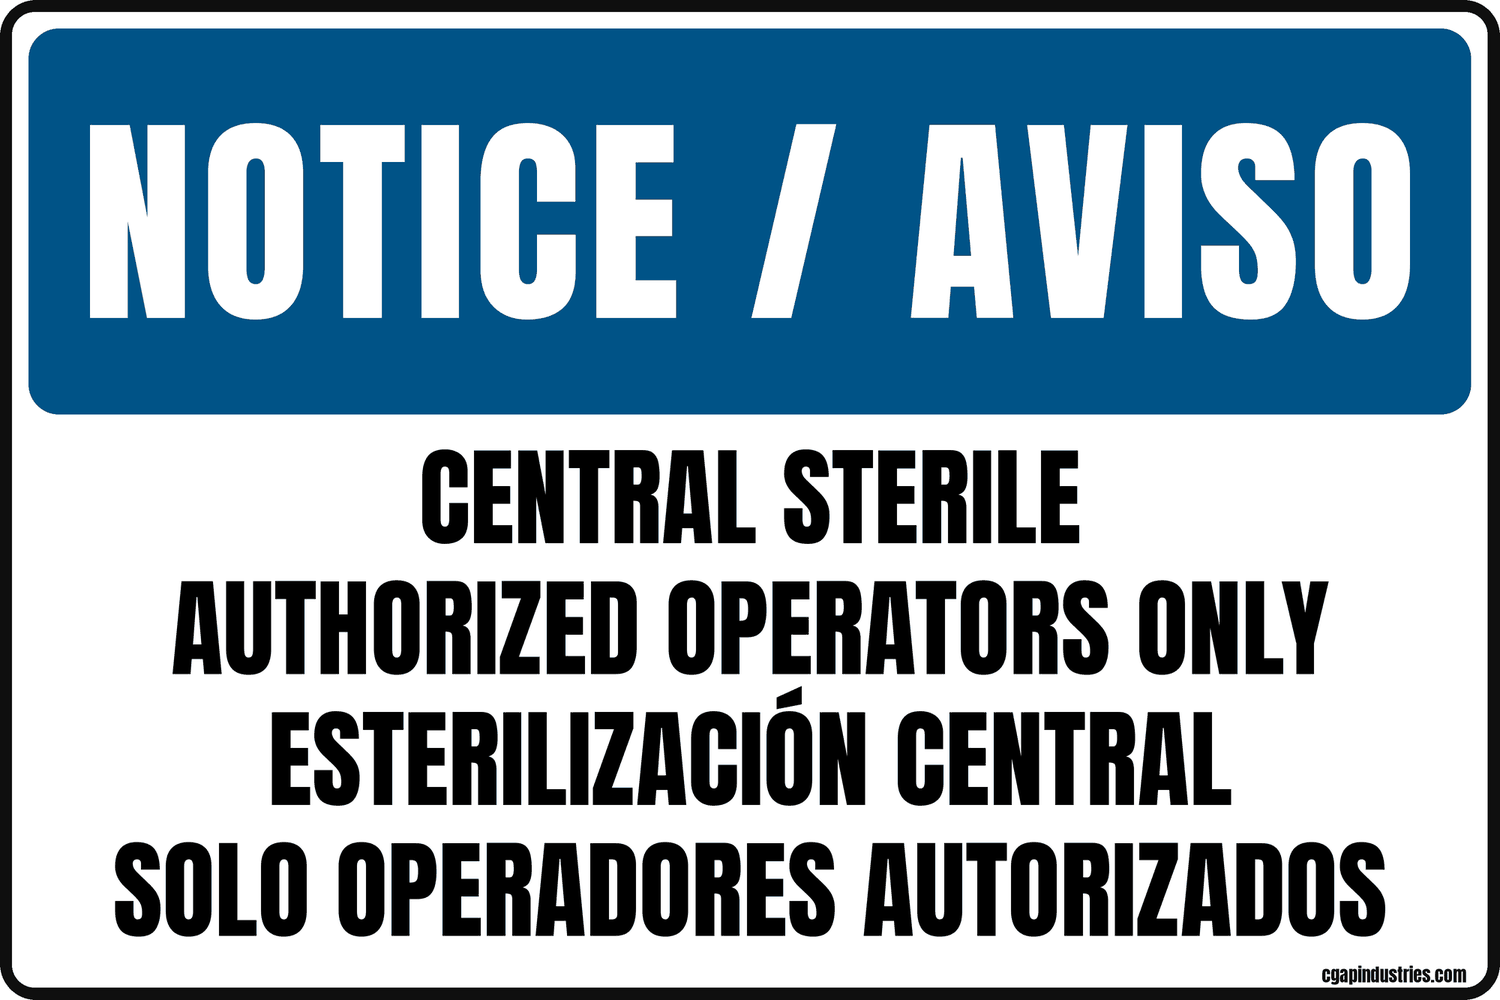 NOTICE / AVISO
CENTRAL STERILE
AUTHORIZED OPERATORS ONLY
ESTERILIZACIÓN CENTRAL
SOLO OPERADORES AUTORIZADOS
cgapindustries.com